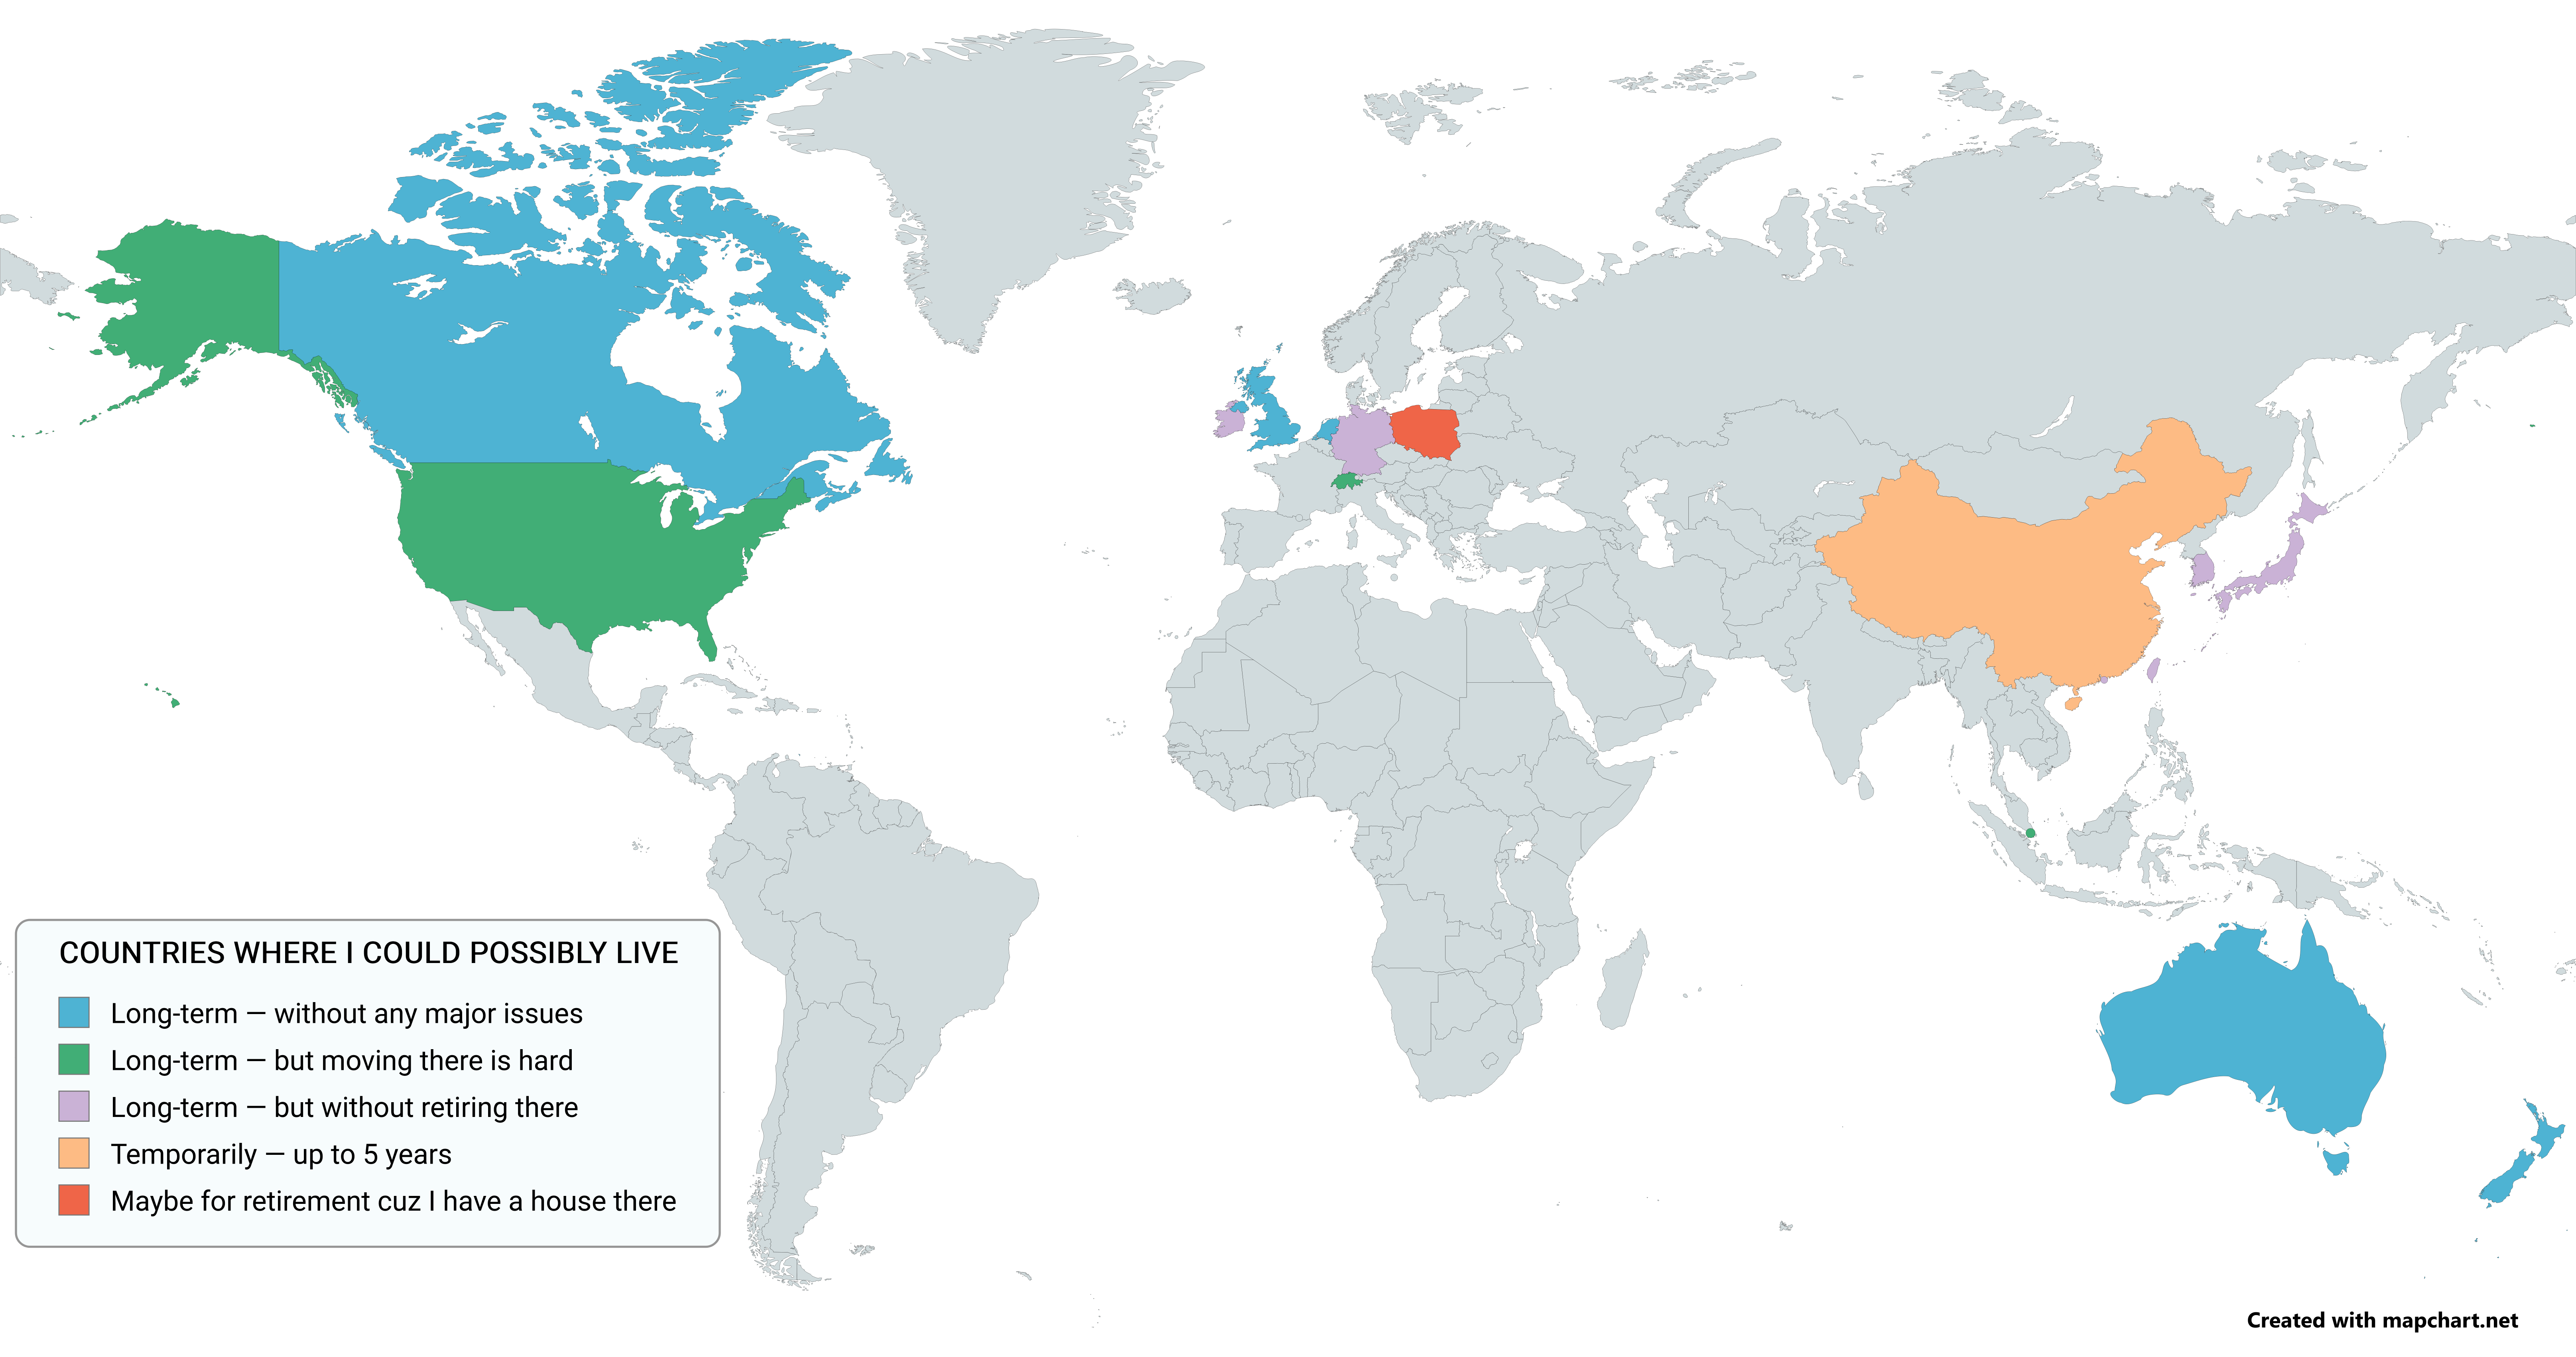 COUNTRIES WHERE I COULD POSSIBLY LIVE
Long-term — without any major issues
Long-term — but moving there is hard
Long-term — but without retiring there
Temporarily — up to 5 years
Maybe for retirement cuz I have a house there
Created with mapchart.net